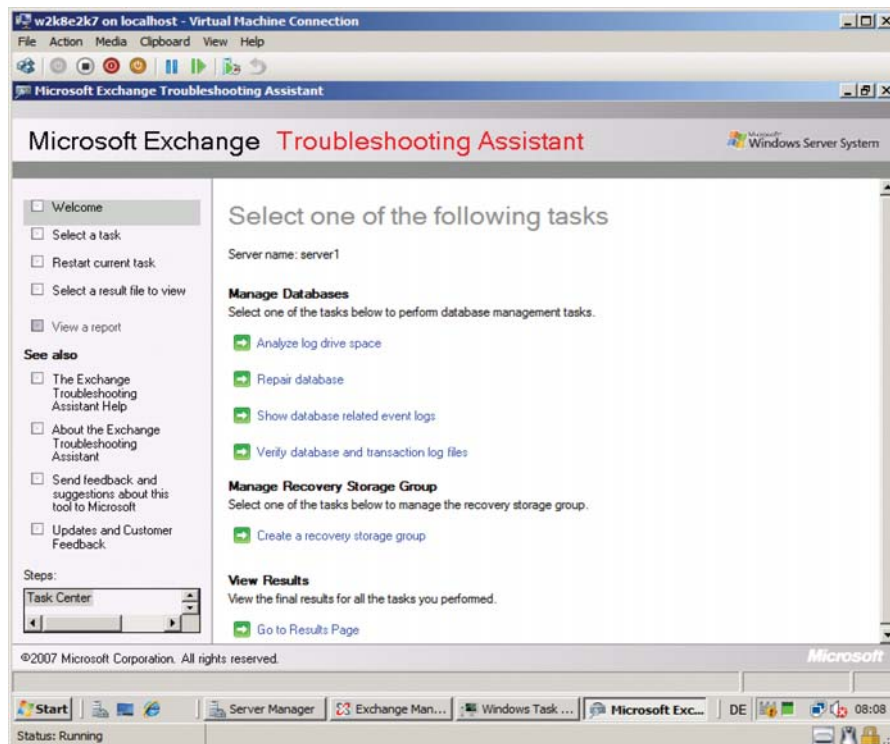 w2k8e2k7 on localhost - Virtual Machine Connection
File Action Media Clipboard View Help
Microsoft Exchange Troubleshooting Assistant
Microsoft Exchange Troubleshooting Assistant
Microsoft
Windows Server System
Welcome
Select a task
Restart current task
Select a result file to view
View a report
See also
The Exchange
Troubleshooting
Assistant Help
About the Exchange
Troubleshooting
Assistant
Send feedback and
suggestions about this
tool to Microsoft
Updates and Customer
Feedback
Steps:
Task Center
Select one of the following tasks
Server name: server1
Manage Databases
Select one of the tasks below to perform database management tasks.
Analyze log drive space
Repair database
Show database related event logs
Verify database and transaction log files
Manage Recovery Storage Group
Select one of the tasks below to manage the recovery storage group.
Create a recovery storage group
View Results
View the final results for all the tasks you performed.
Go to Results Page
©2007 Microsoft Corporation. All rights reserved.
Microsoft
Start
Server Manager
Exchange Man...
Windows Task ...
Microsoft Exc...
DE
08:08
Status: Running